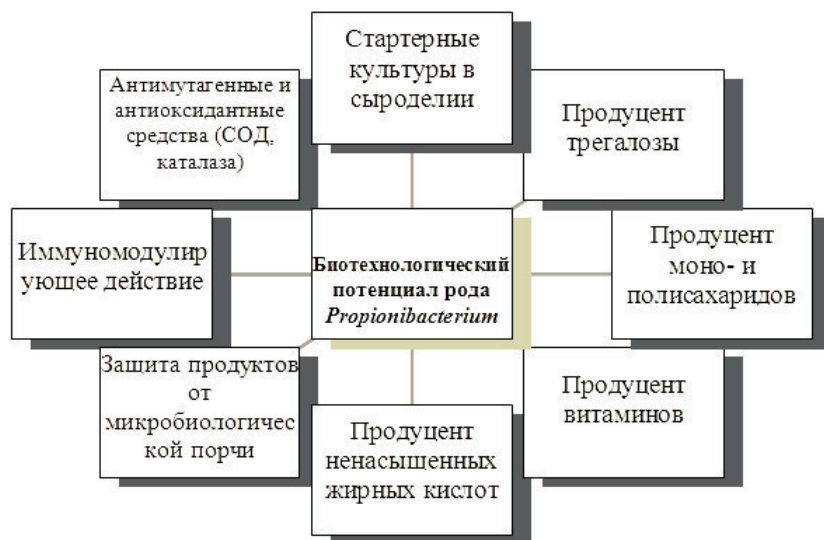 Стартерные
культуры в
сыроделии
Антимутагенные и
антиоксидантные
средства (СОД,
каталаза)
Продуцент
трегалозы
Иммуномодулир
ующее действие
Биотехнологический
потенциал рода
Propionibacterium
Продуцент
моно- и
полисахаридов
Защита продуктов
от
микробиологичес
кой порчи
Продуцент
ненасыщенных
жирных кислот
Продуцент
витаминов